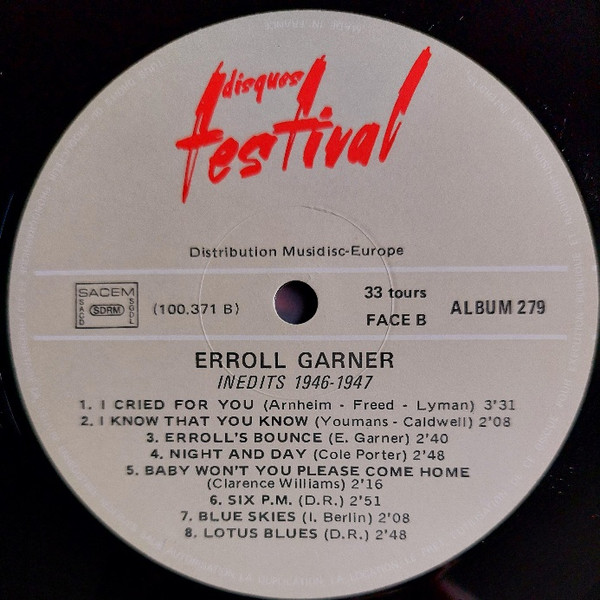 disques
festival
Distribution Musidisc-Europe
SACEM
SACD
SDRM
SGDL
(100.371 B)
33 tours
FACE B
ALBUM 279
ERROLL GARNER
INEDITS 1946-1947
1. I CRIED FOR YOU (Arnheim - Freed - Lyman) 3'31
2. I KNOW THAT YOU KNOW (Youmans - Caldwell) 2'08
3. ERROLL'S BOUNCE (E. Garner) 2'40
4. NIGHT AND DAY (Cole Porter) 2'48
5. BABY WON'T YOU PLEASE COME HOME
(Clarence Williams) 2'16
6. SIX P.M. (D.R.) 2'51
7. BLUE SKIES (I. Berlin) 2'08
8. LOTUS BLUES (D.R.) 2'48